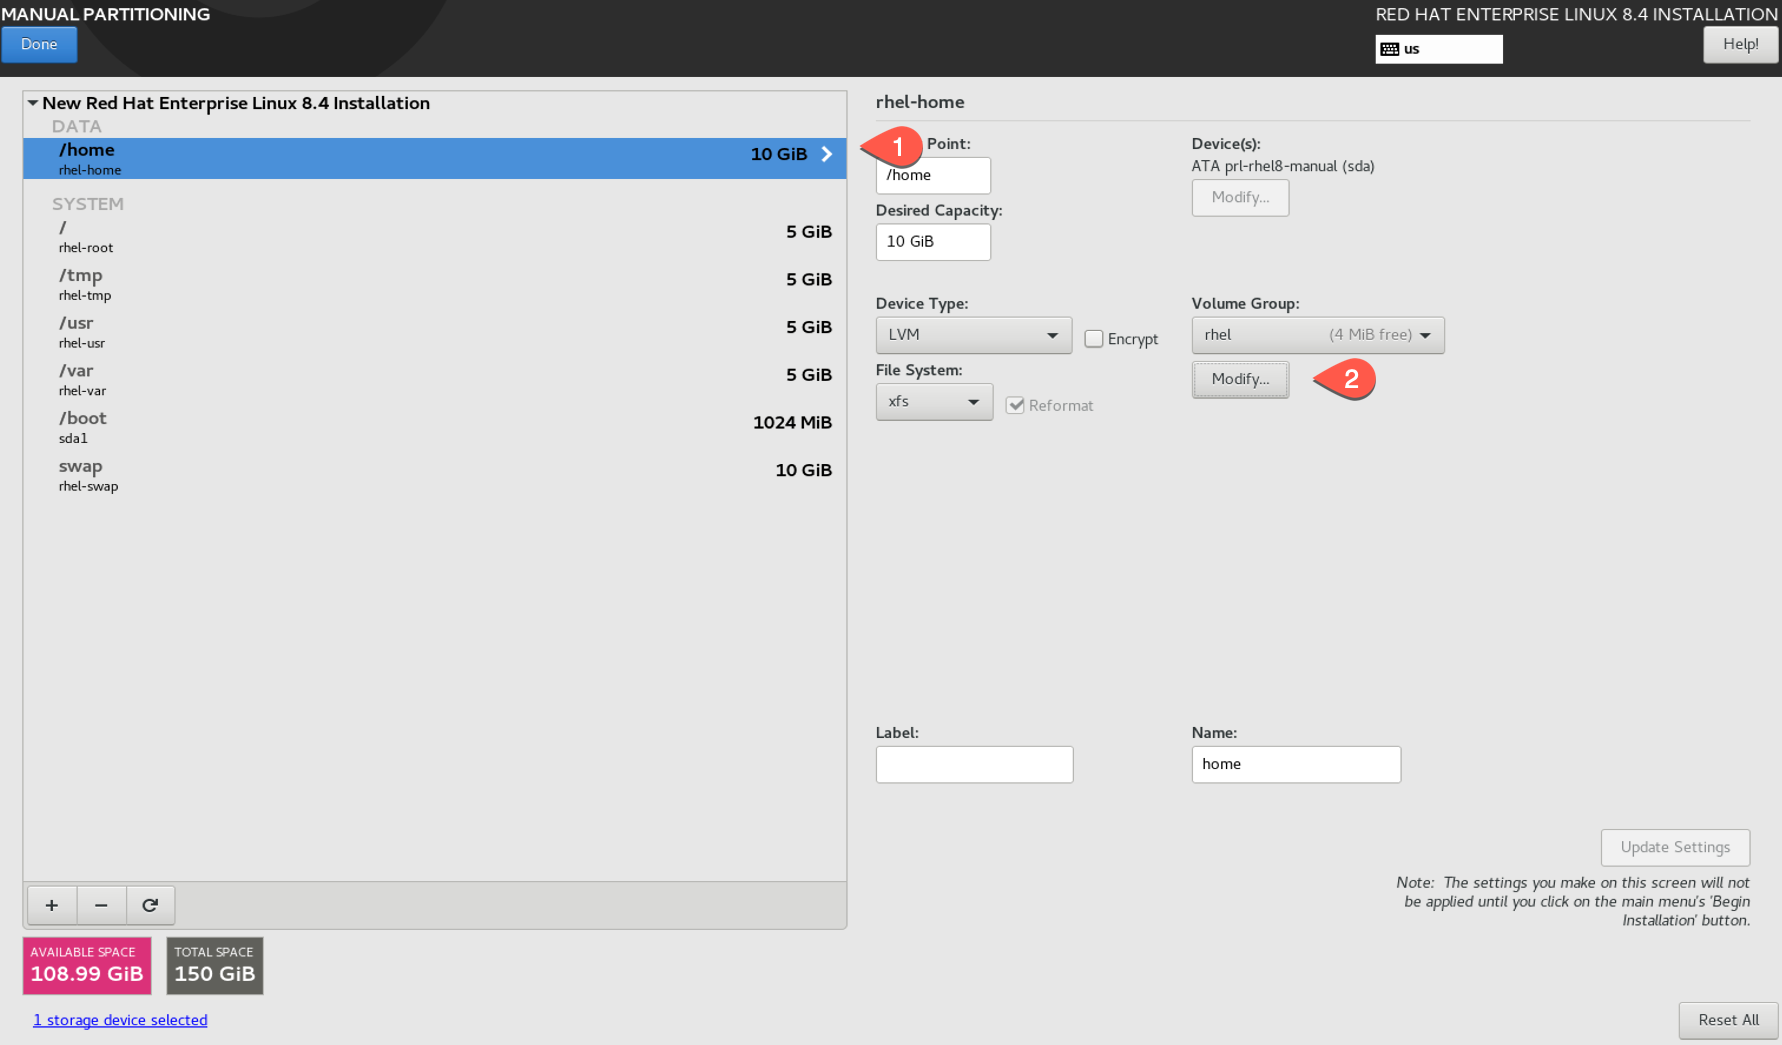 MANUAL PARTITIONING
RED HAT ENTERPRISE LINUX 8.4 INSTALLATION
Done
us
Help!
New Red Hat Enterprise Linux 8.4 Installation
DATA
/home
10 GiB
rhel-home
SYSTEM
/
5 GiB
rhel-root
/tmp
5 GiB
rhel-tmp
/usr
5 GiB
rhel-usr
/var
5 GiB
rhel-var
/boot
1024 MiB
sda1
swap
10 GiB
rhel-swap
+ −
AVAILABLE SPACE
108.99 GiB
TOTAL SPACE
150 GiB
1 storage device selected
rhel-home
1
Point:
/home
Device(s):
ATA prl-rhel8-manual (sda)
Modify...
Desired Capacity:
10 GiB
Device Type:
LVM
Encrypt
Volume Group:
rhel (4 MiB free)
Modify...
2
File System:
xfs
Reformat
Label:
Name:
home
Update Settings
Note: The settings you make on this screen will not
be applied until you click on the main menu's 'Begin
Installation' button.
Reset All